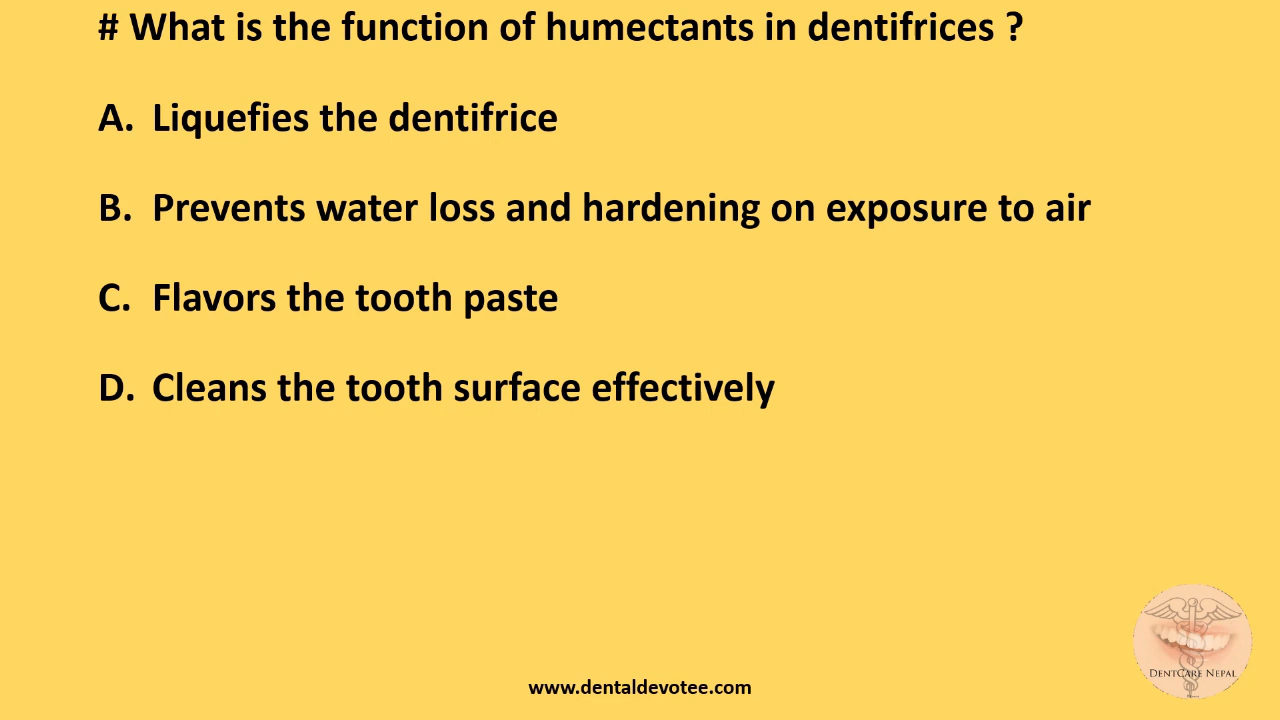 # What is the function of humectants in dentifrices ?
A. Liquefies the dentifrice
B. Prevents water loss and hardening on exposure to air
C. Flavors the tooth paste
D. Cleans the tooth surface effectively
DentCare Nepal
www.dentaldevotee.com